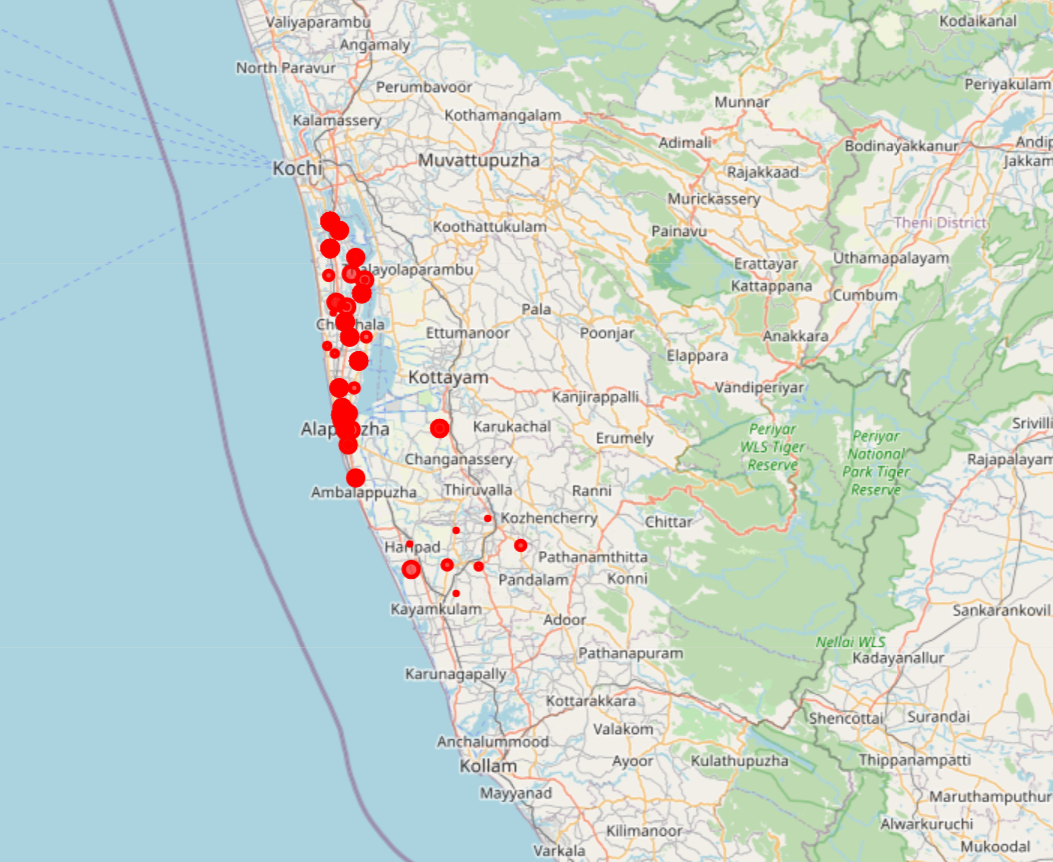 Valiyaparambu
Kodaikanal
Angamaly
North Paravur
Perumbavoor
Periyakulam
Munnar
Kothamangalam
Kalamassery
Adimali
Bodinayakkanur
Andip
Jakkam
Kochi
Muvattupuzha
Rajakkaad
Murickassery
Koothattukulam
Painavu
Theni District
Thalayolaparambu
Erattayar
Uthamapalayam
Kattappana
Cumbum
Pala
Cherthala
Ettumanoor
Poonjar
Anakkara
Elappara
Kottayam
Vandiperiyar
Kanjirappalli
Alappuzha
Karukachal
Erumely
Periyar
WLS Tiger
Reserve
Periyar
National
Park Tiger
Reserve
Srivilli
Rajapalayam
Changanassery
Ambalappuzha
Thiruvalla
Ranni
Kozhencherry
Chittar
Haripad
Pathanamthitta
Pandalam
Konni
Kayamkulam
Adoor
Sankarankovil
Nellai WLS
Pathanapuram
Kadayanallur
Karunagapally
Kottarakkara
Valakom
Shencottai
Surandai
Anchalummood
Kollam
Ayoor
Kulathupuzha
Thippanampatti
Mayyanad
Maruthamputhur
Alwarkuruchi
Kilimanoor
Mukoodal
Varkala